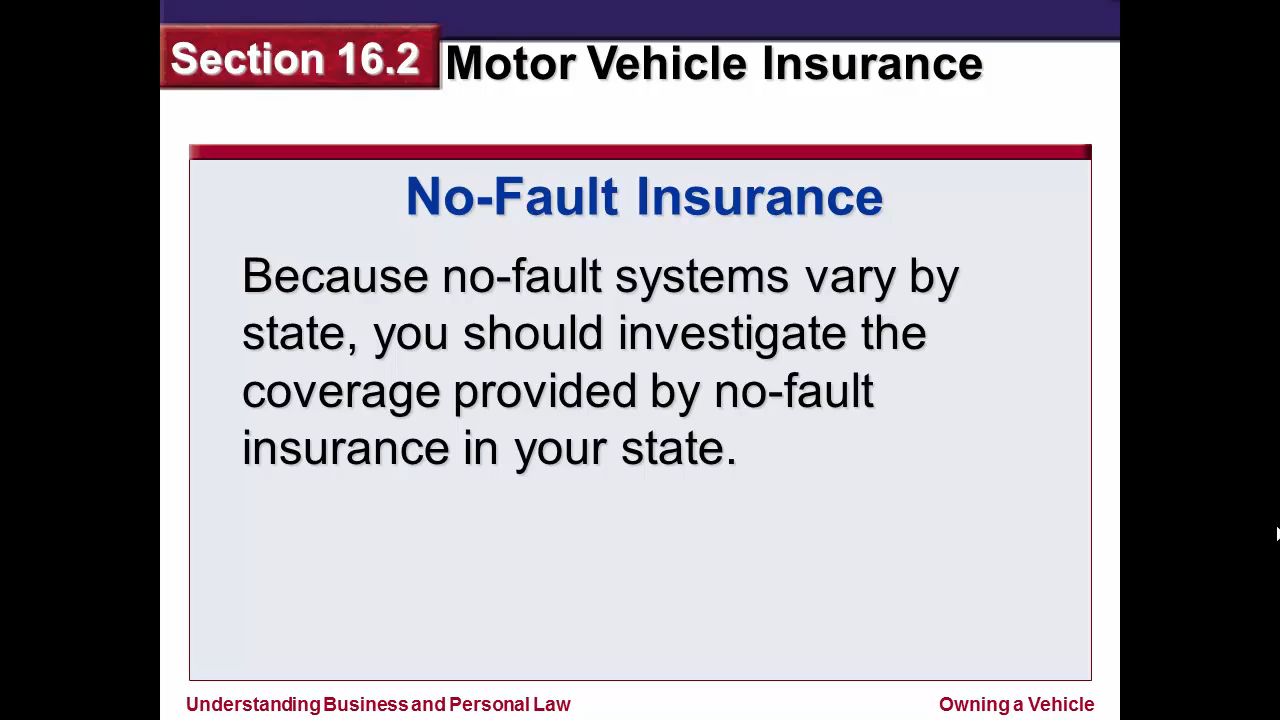 Section 16.2
Motor Vehicle Insurance
No-Fault Insurance
Because no-fault systems vary by
state, you should investigate the
coverage provided by no-fault
insurance in your state.
Understanding Business and Personal Law
Owning a Vehicle